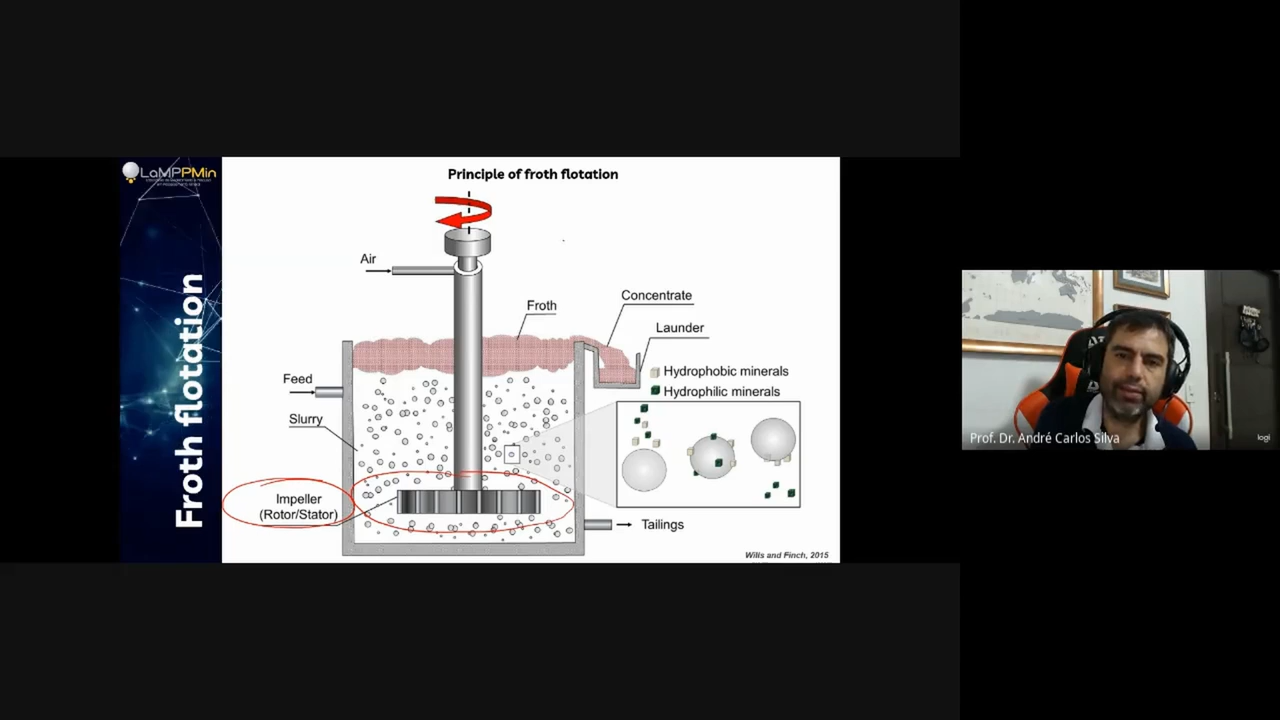 LaMPPMin
Froth flotation
Principle of froth flotation
Air
Froth
Concentrate
Launder
Feed
Hydrophobic minerals
Hydrophilic minerals
Slurry
Impeller
(Rotor/Stator)
Tailings
Wills and Finch, 2015
Prof. Dr. André Carlos Silva
logi